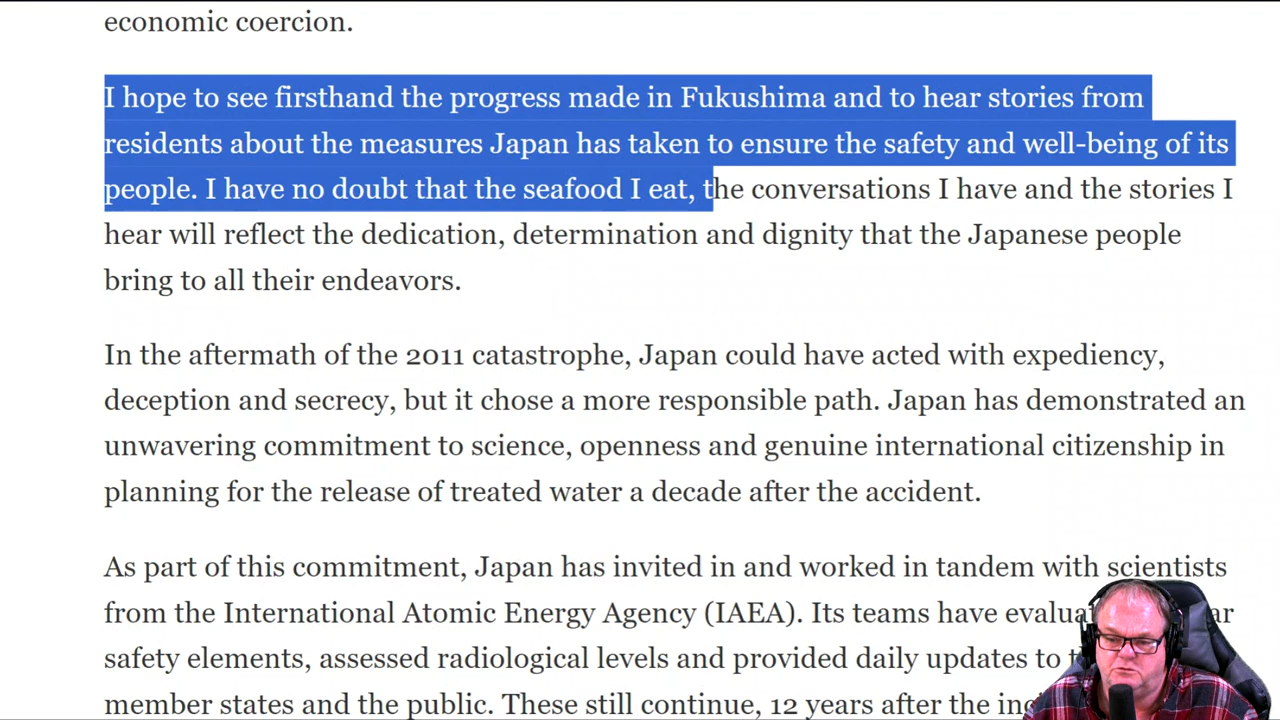 economic coercion.
I hope to see firsthand the progress made in Fukushima and to hear stories from
residents about the measures Japan has taken to ensure the safety and well-being of its
people. I have no doubt that the seafood I eat, the conversations I have and the stories I
hear will reflect the dedication, determination and dignity that the Japanese people
bring to all their endeavors.
In the aftermath of the 2011 catastrophe, Japan could have acted with expediency,
deception and secrecy, but it chose a more responsible path. Japan has demonstrated an
unwavering commitment to science, openness and genuine international citizenship in
planning for the release of treated water a decade after the accident.
As part of this commitment, Japan has invited in and worked in tandem with scientists
from the International Atomic Energy Agency (IAEA). Its teams have
safety elements, assessed radiological levels and provided daily updates to
member states and the public. These still continue, 12 years after the